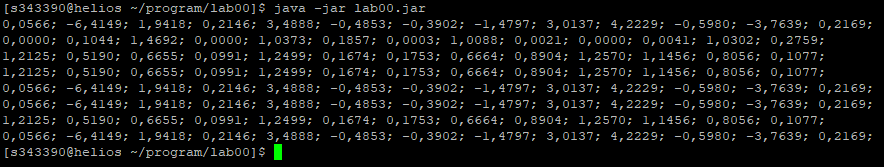 [s343390@helios ~/program/lab00]$ java -jar lab00.jar
0,0566; -6,4149; 1,9418; 0,2146; 3,4888; -0,4853; -0,3902; -1,4797; 3,0137; 4,2229; -0,5980; -3,7639; 0,2169;
0,0000; 0,1044; 1,4692; 0,0000; 1,0373; 0,1857; 0,0003; 1,0088; 0,0021; 0,0000; 0,0041; 1,0302; 0,2759;
1,2125; 0,5190; 0,6655; 0,0991; 1,2499; 0,1674; 0,1753; 0,6664; 0,8904; 1,2570; 1,1456; 0,8056; 0,1077;
1,2125; 0,5190; 0,6655; 0,0991; 1,2499; 0,1674; 0,1753; 0,6664; 0,8904; 1,2570; 1,1456; 0,8056; 0,1077;
0,0566; -6,4149; 1,9418; 0,2146; 3,4888; -0,4853; -0,3902; -1,4797; 3,0137; 4,2229; -0,5980; -3,7639; 0,2169;
0,0566; -6,4149; 1,9418; 0,2146; 3,4888; -0,4853; -0,3902; -1,4797; 3,0137; 4,2229; -0,5980; -3,7639; 0,2169;
1,2125; 0,5190; 0,6655; 0,0991; 1,2499; 0,1674; 0,1753; 0,6664; 0,8904; 1,2570; 1,1456; 0,8056; 0,1077;
0,0566; -6,4149; 1,9418; 0,2146; 3,4888; -0,4853; -0,3902; -1,4797; 3,0137; 4,2229; -0,5980; -3,7639; 0,2169;
[s343390@helios ~/program/lab00]$